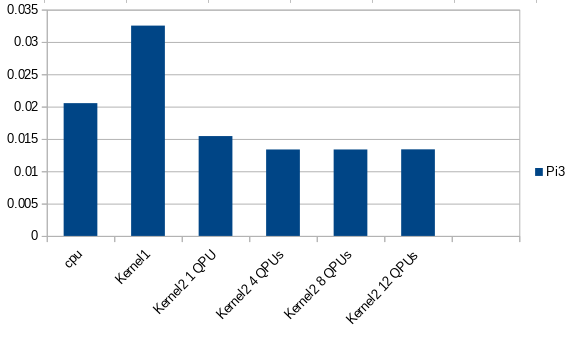 0.035
0.03
0.025
0.02
0.015
0.01
0.005
0
cpu
Kernel1
Kernel2 1 QPU
Kernel2 4 QPUs
Kernel2 8 QPUs
Kernel2 12 QPUs
Pi3